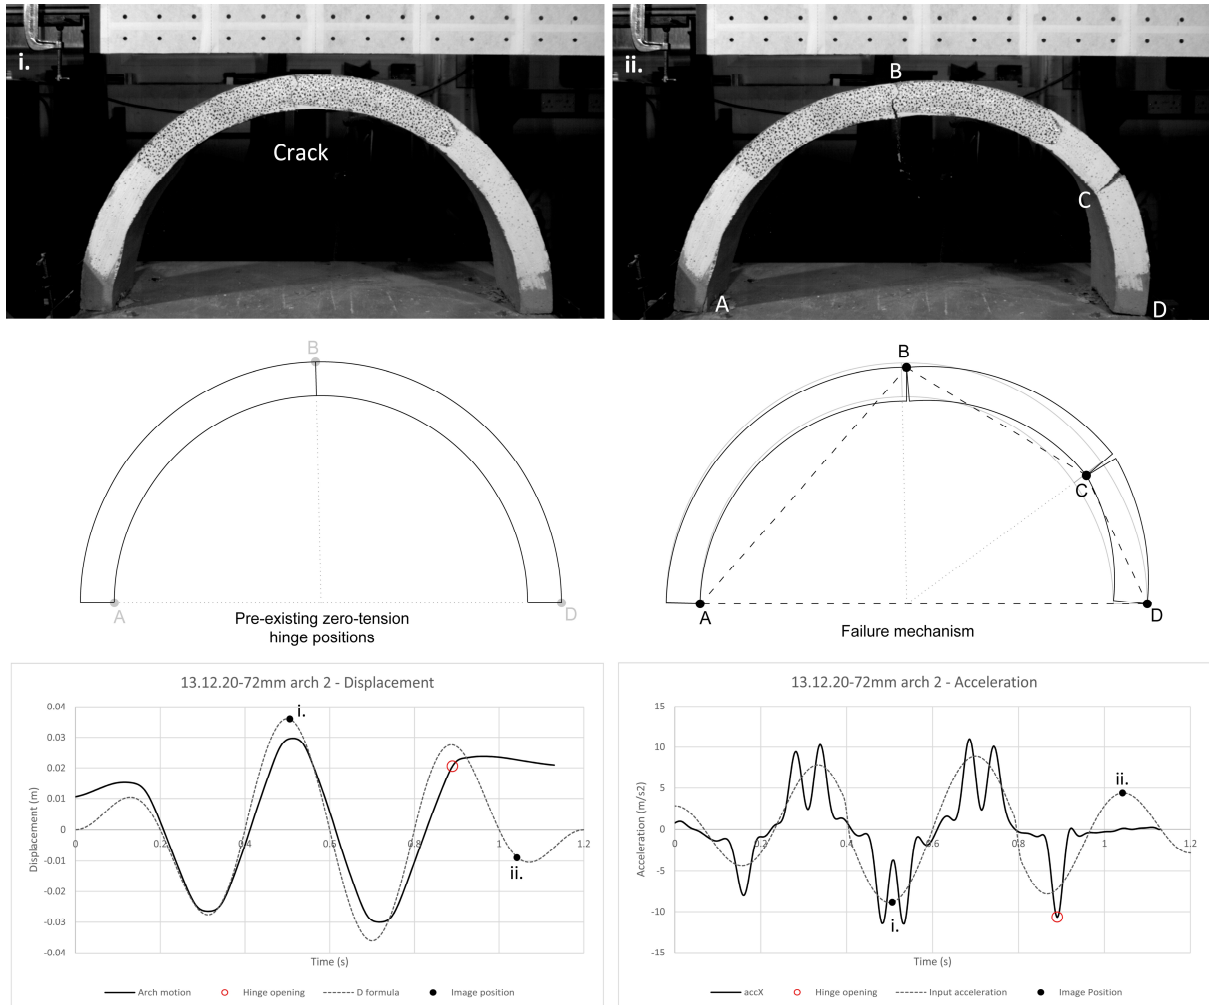 i.
Crack
ii.
B
C
A
D
B
A
D
Pre-existing zero-tension
hinge positions
B
C
A
D
Failure mechanism
13.12.20-72mm arch 2 - Displacement
Displacement (m)
0.04
0.03
0.02
0.01
0
-0.01
-0.02
-0.03
-0.04
0 0.2 0.4 0.6 0.8 1 1.2
i.
ii.
Time (s)
Arch motion Hinge opening D formula Image position
13.12.20-72mm arch 2 - Acceleration
Acceleration (m/s2)
15
10
5
0
-5
-10
-15
0 0.2 0.4 0.6 0.8 1 1.2
ii.
i.
Time (s)
accX Hinge opening Input acceleration Image Position